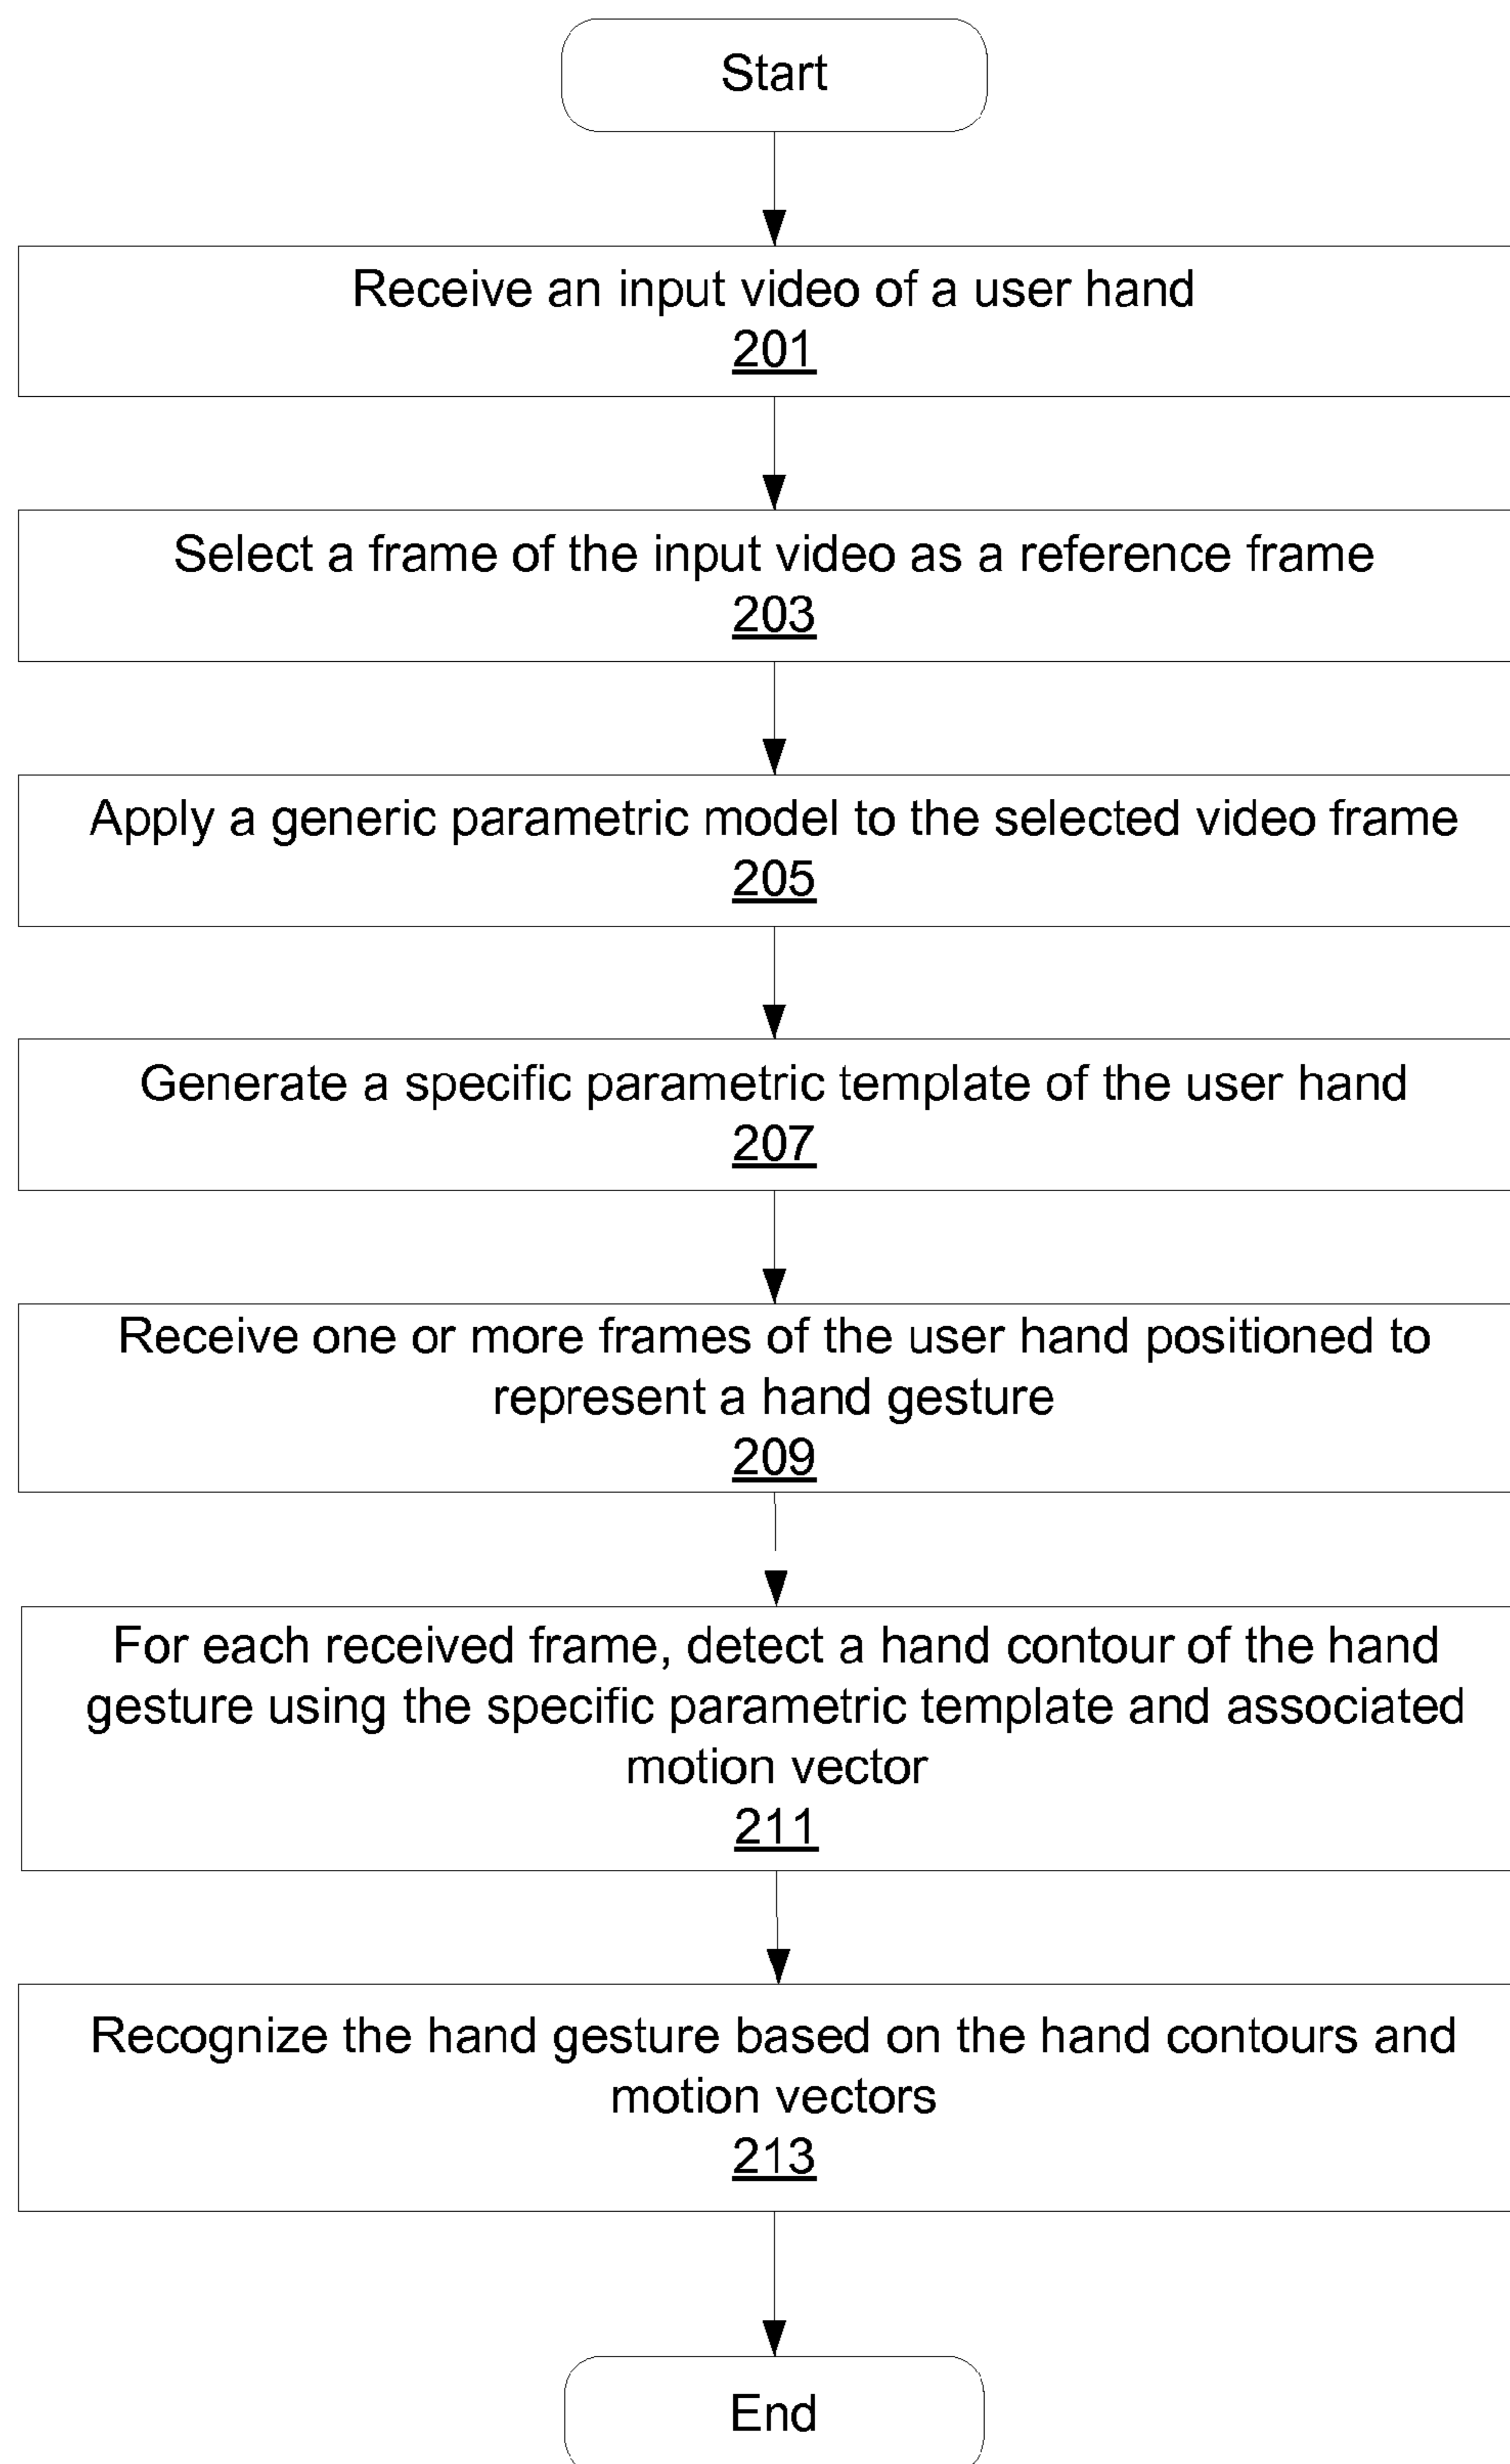 Start
Receive an input video of a user hand
201
Select a frame of the input video as a reference frame
203
Apply a generic parametric model to the selected video frame
205
Generate a specific parametric template of the user hand
207
Receive one or more frames of the user hand positioned to
represent a hand gesture
209
For each received frame, detect a hand contour of the hand
gesture using the specific parametric template and associated
motion vector
211
Recognize the hand gesture based on the hand contours and
motion vectors
213
End